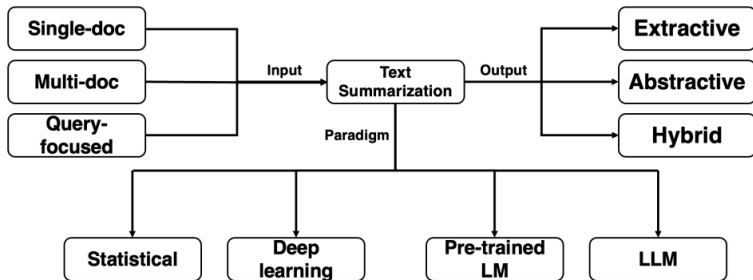 Single-doc
Multi-doc
Query-
focused
Input
Text
Summarization
Output
Extractive
Abstractive
Hybrid
Paradigm
Statistical
Deep
learning
Pre-trained
LM
LLM